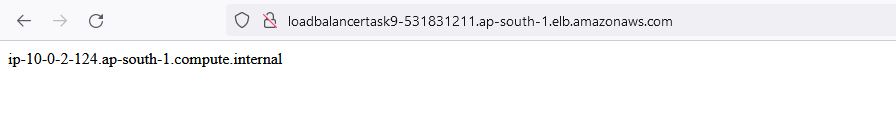 loadbalancertask9-531831211.ap-south-1.elb.amazonaws.com
ip-10-0-2-124.ap-south-1.compute.internal